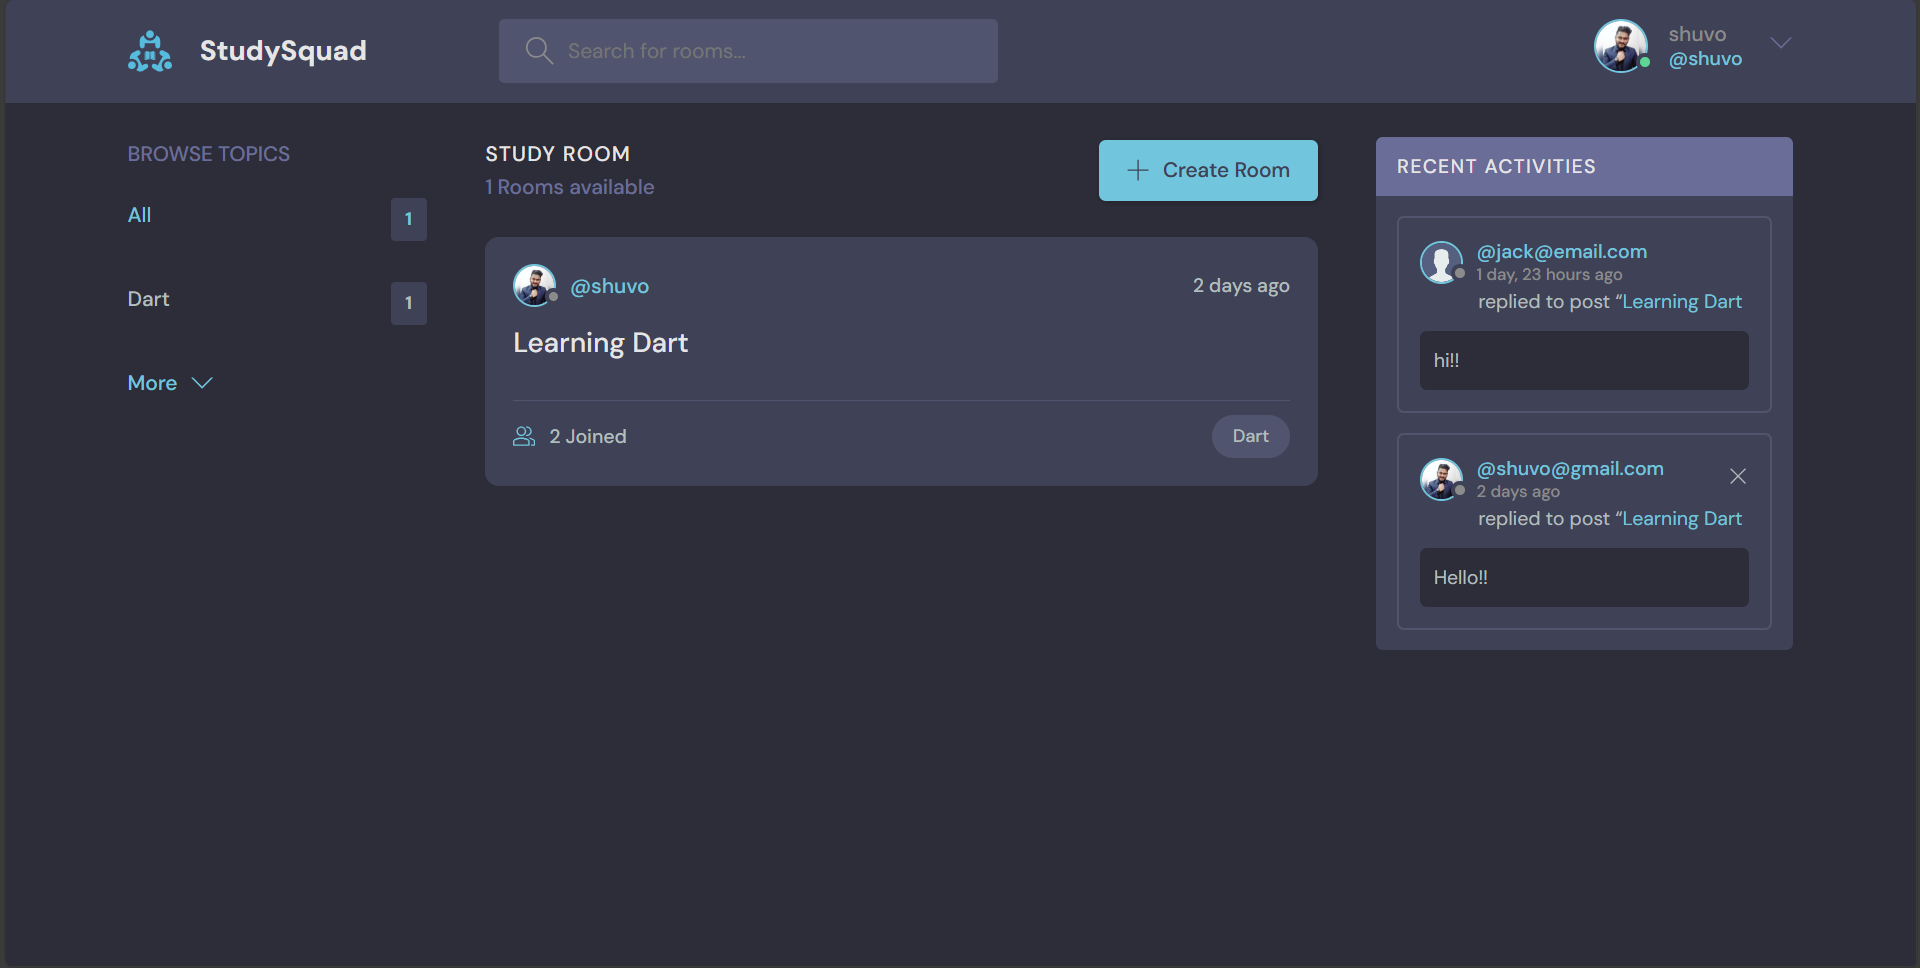 StudySquad
Search for rooms...
shuvo
@shuvo
BROWSE TOPICS
All
1
Dart
1
More
STUDY ROOM
1 Rooms available
Create Room
@shuvo
2 days ago
Learning Dart
2 Joined
Dart
RECENT ACTIVITIES
@jack@email.com
1 day, 23 hours ago
replied to post “Learning Dart
hi!!
@shuvo@gmail.com
2 days ago
replied to post “Learning Dart
Hello!!